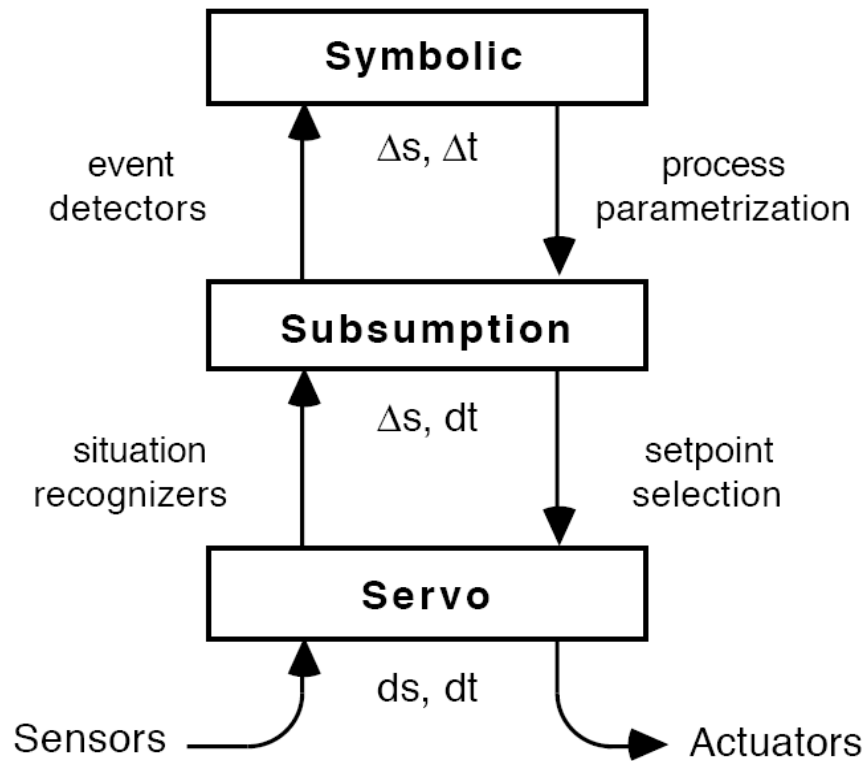 Symbolic
Δs, Δt
event
detectors
process
parametrization
Subsumption
Δs, dt
situation
recognizers
setpoint
selection
Servo
ds, dt
Sensors
Actuators